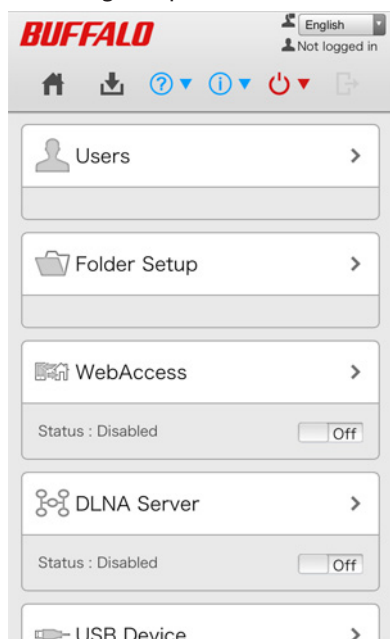 BUFFALO
English
Not logged in
Users
Folder Setup
WebAccess
Status : Disabled
Off
DLNA Server
Status : Disabled
Off
USB Device